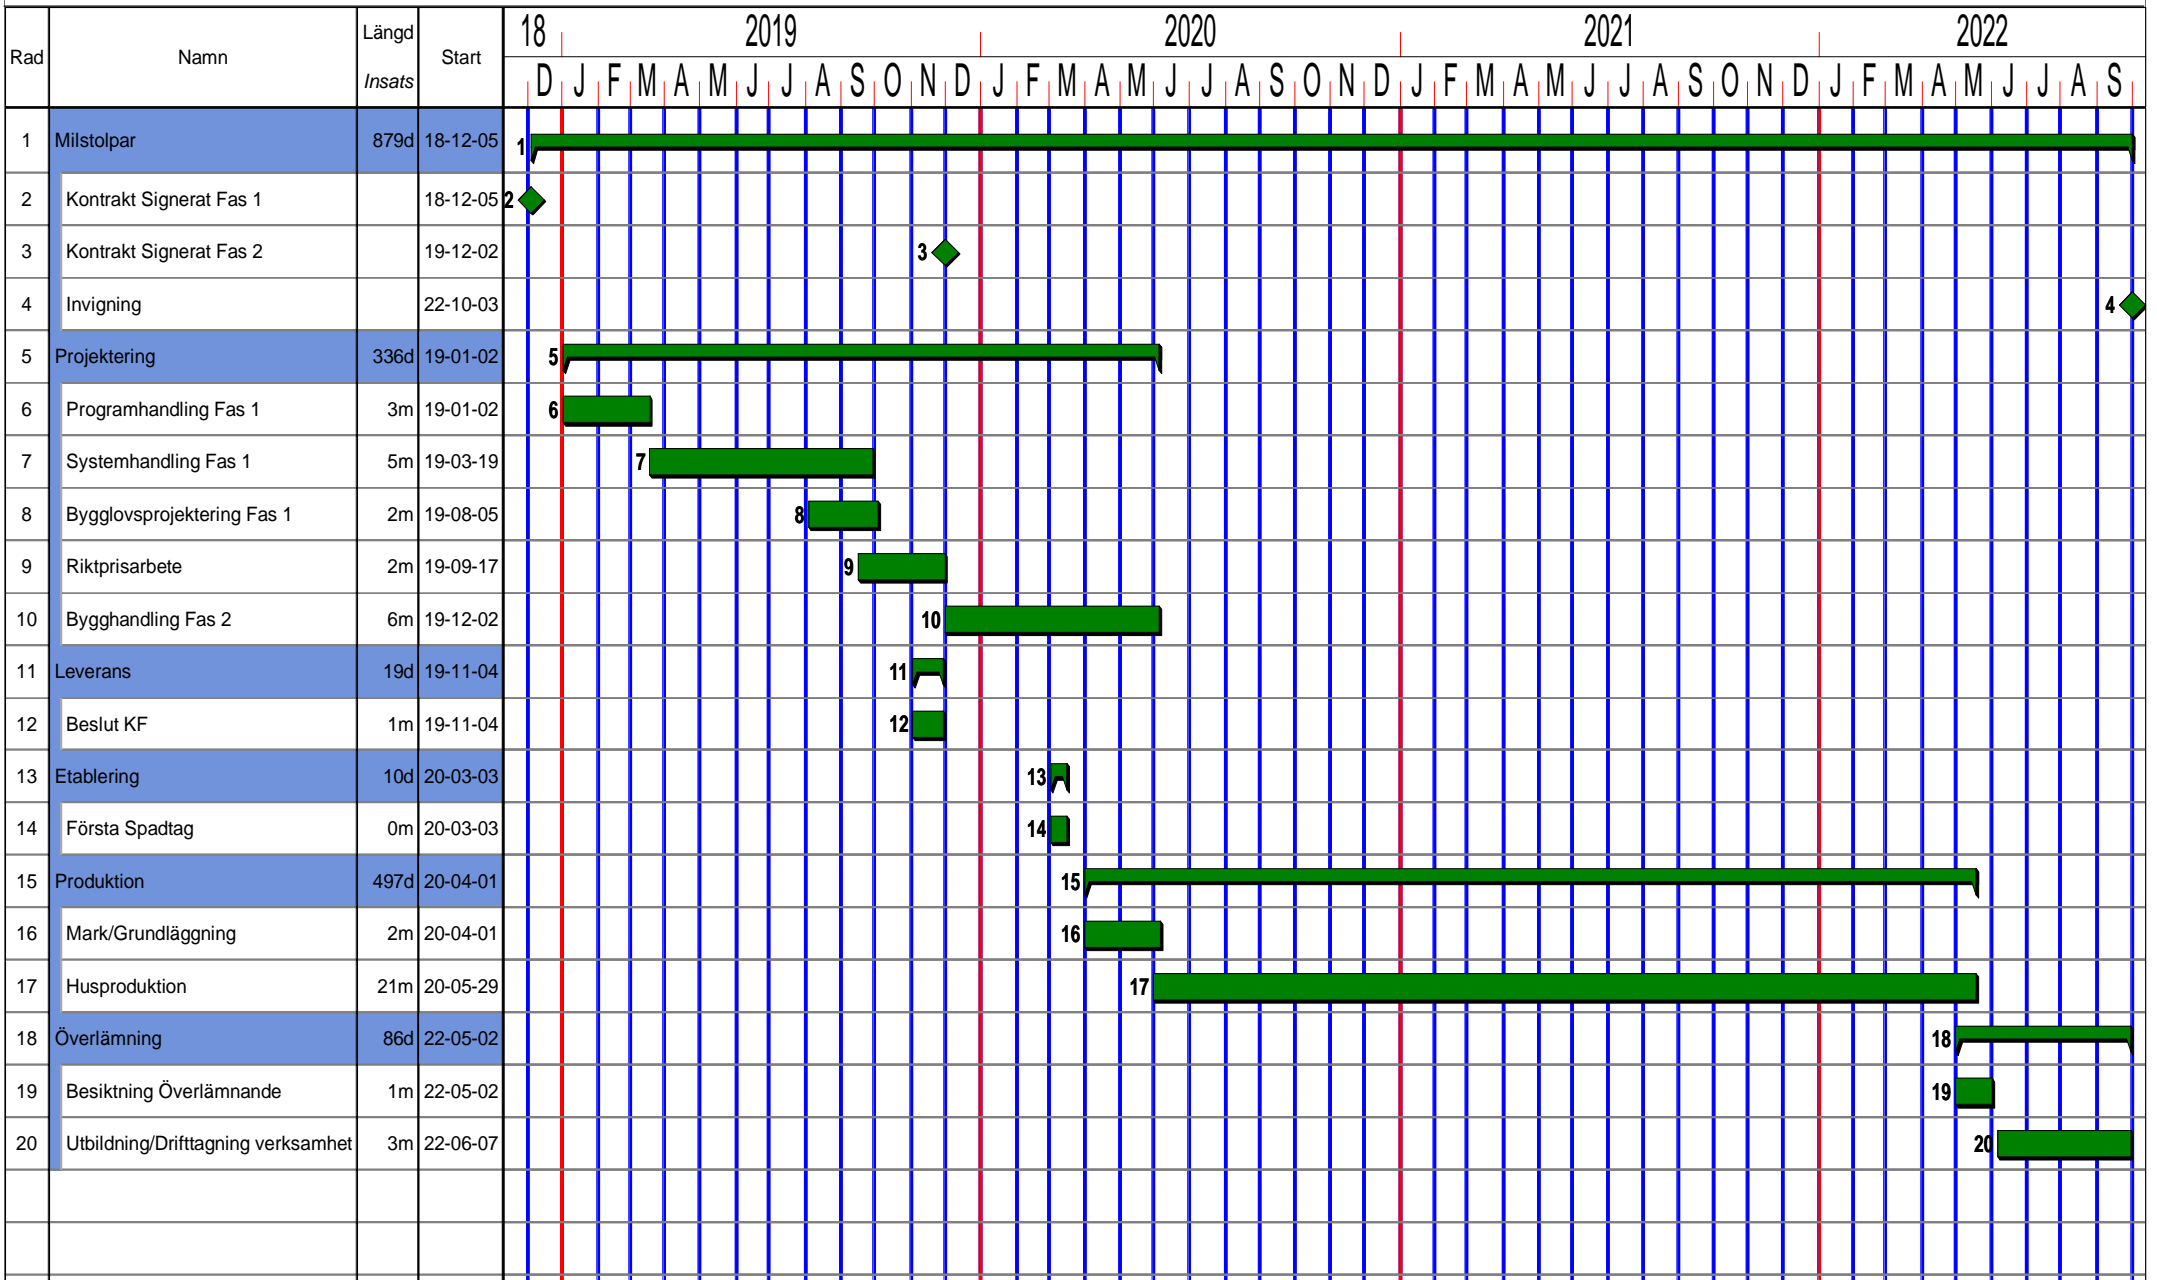 Rad Namn Längd Insats Start 18 2019 2020 2021 2022
D J F M A M J J A S O N D J F M A M J J A S O N D J F M A M J J A S O N D J F M A M J J A S
1 Milstolpar 879d 18-12-05 1
2 Kontrakt Signerat Fas 1 18-12-05 2
3 Kontrakt Signerat Fas 2 19-12-02 3
4 Invigning 22-10-03 4
5 Projektering 336d 19-01-02 5
6 Programhandling Fas 1 3m 19-01-02 6
7 Systemhandling Fas 1 5m 19-03-19 7
8 Bygglovsprojektering Fas 1 2m 19-08-05 8
9 Riktprisarbete 2m 19-09-17 9
10 Bygghandling Fas 2 6m 19-12-02 10
11 Leverans 19d 19-11-04 11
12 Beslut KF 1m 19-11-04 12
13 Etablering 10d 20-03-03 13
14 Första Spadtag 0m 20-03-03 14
15 Produktion 497d 20-04-01 15
16 Mark/Grundläggning 2m 20-04-01 16
17 Husproduktion 21m 20-05-29 17
18 Överlämning 86d 22-05-02 18
19 Besiktning Överlämnande 1m 22-05-02 19
20 Utbildning/Drifttagning verksamhet 3m 22-06-07 20